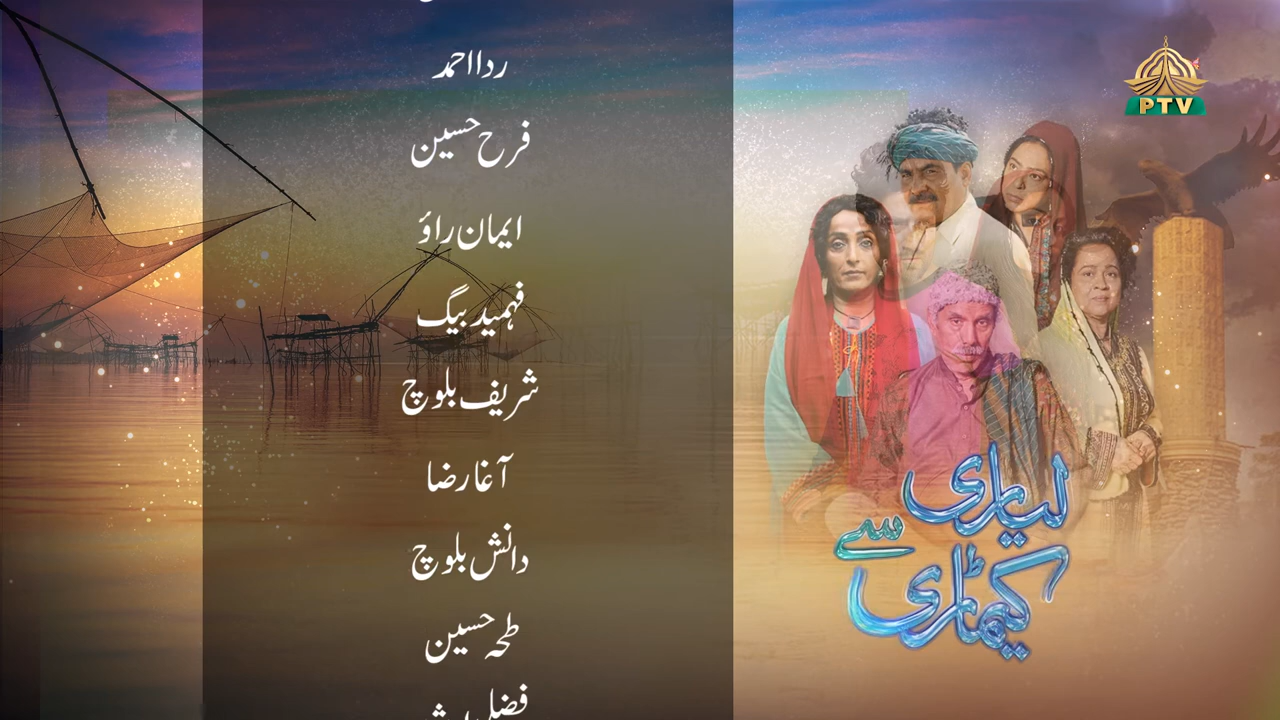 ردا احمد
فرح حسین
ایمان راؤ
فہمید بیگ
شریف بلوچ
آغا رضا
دانش بلوچ
طحہ حسین
فضل
PTV
لیاری
سے
کیماڑی